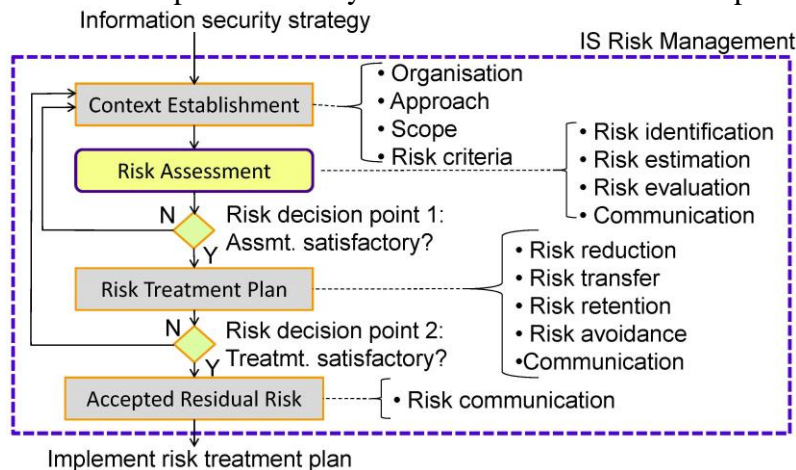 Information security strategy
IS Risk Management
Context Establishment
• Organisation
• Approach
• Scope
• Risk criteria
Risk Assessment
• Risk identification
• Risk estimation
• Risk evaluation
• Communication
N
Risk decision point 1:
Assmt. satisfactory?
Y
Risk Treatment Plan
• Risk reduction
• Risk transfer
• Risk retention
• Risk avoidance
•Communication
N
Risk decision point 2:
Treatmt. satisfactory?
Y
Accepted Residual Risk
• Risk communication
Implement risk treatment plan